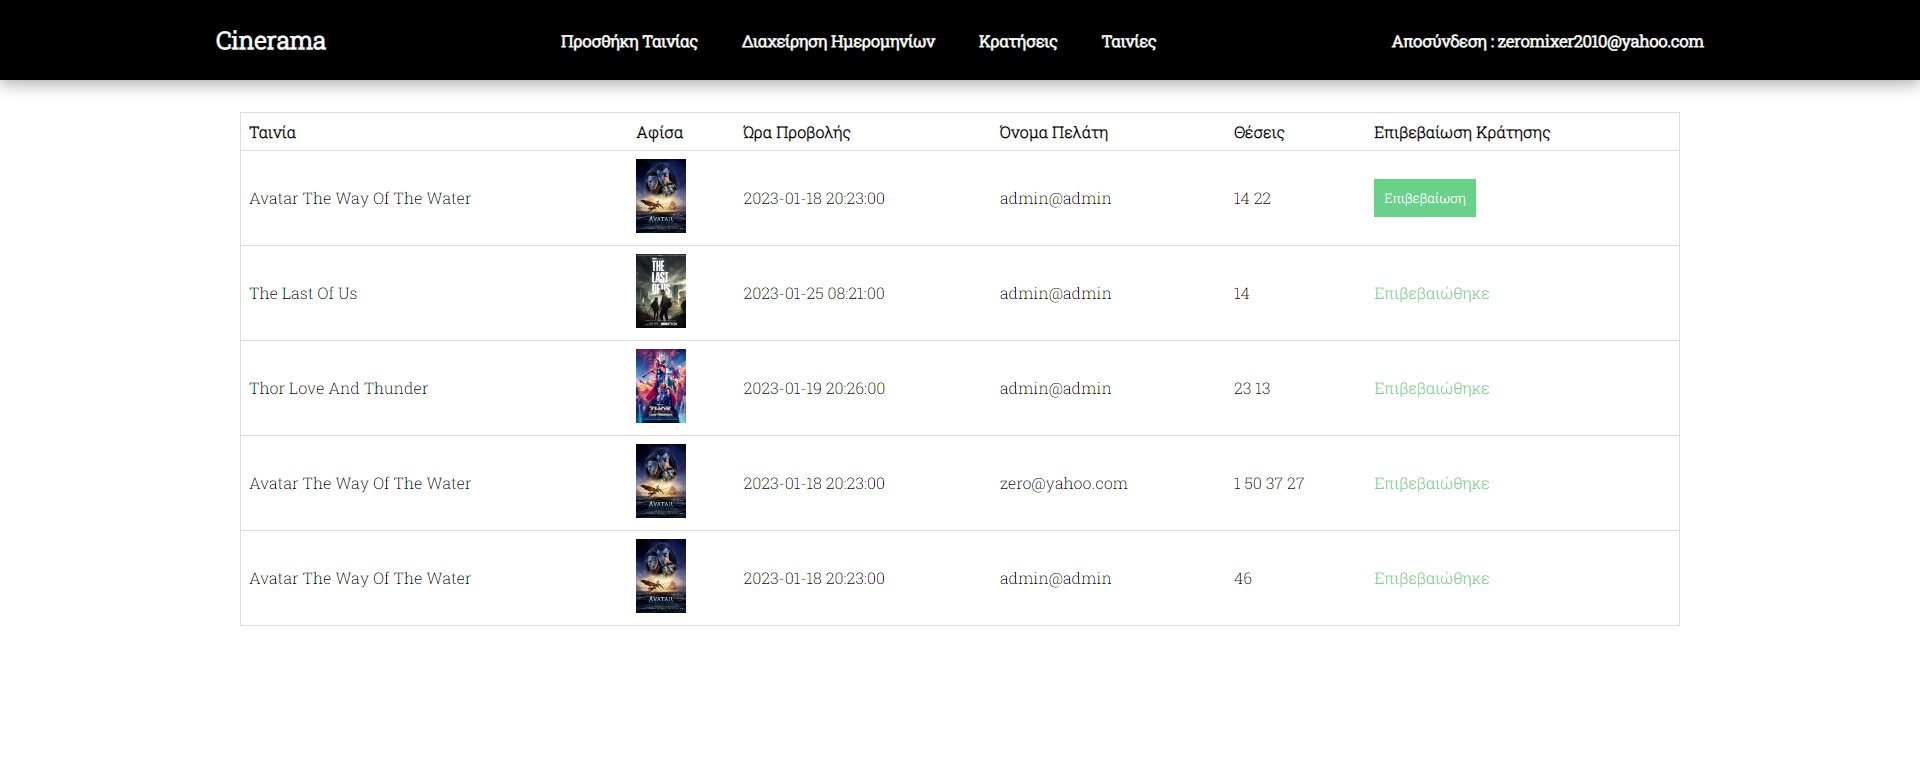 Cinerama Προσθήκη Ταινίας Διαχείρηση Ημερομηνίων Κρατήσεις Ταινίες Αποσύνδεση : zeromixer2010@yahoo.com
Ταινία Αφίσα Ώρα Προβολής Όνομα Πελάτη Θέσεις Επιβεβαίωση Κράτησης
Avatar The Way Of The Water AVATAR 2023-01-18 20:23:00 admin@admin 14 22 Επιβεβαίωση
The Last Of Us THE LAST OF US 2023-01-25 08:21:00 admin@admin 14 Επιβεβαιώθηκε
Thor Love And Thunder THOR 2023-01-19 20:26:00 admin@admin 23 13 Επιβεβαιώθηκε
Avatar The Way Of The Water AVATAR 2023-01-18 20:23:00 zero@yahoo.com 1 50 37 27 Επιβεβαιώθηκε
Avatar The Way Of The Water AVATAR 2023-01-18 20:23:00 admin@admin 46 Επιβεβαιώθηκε